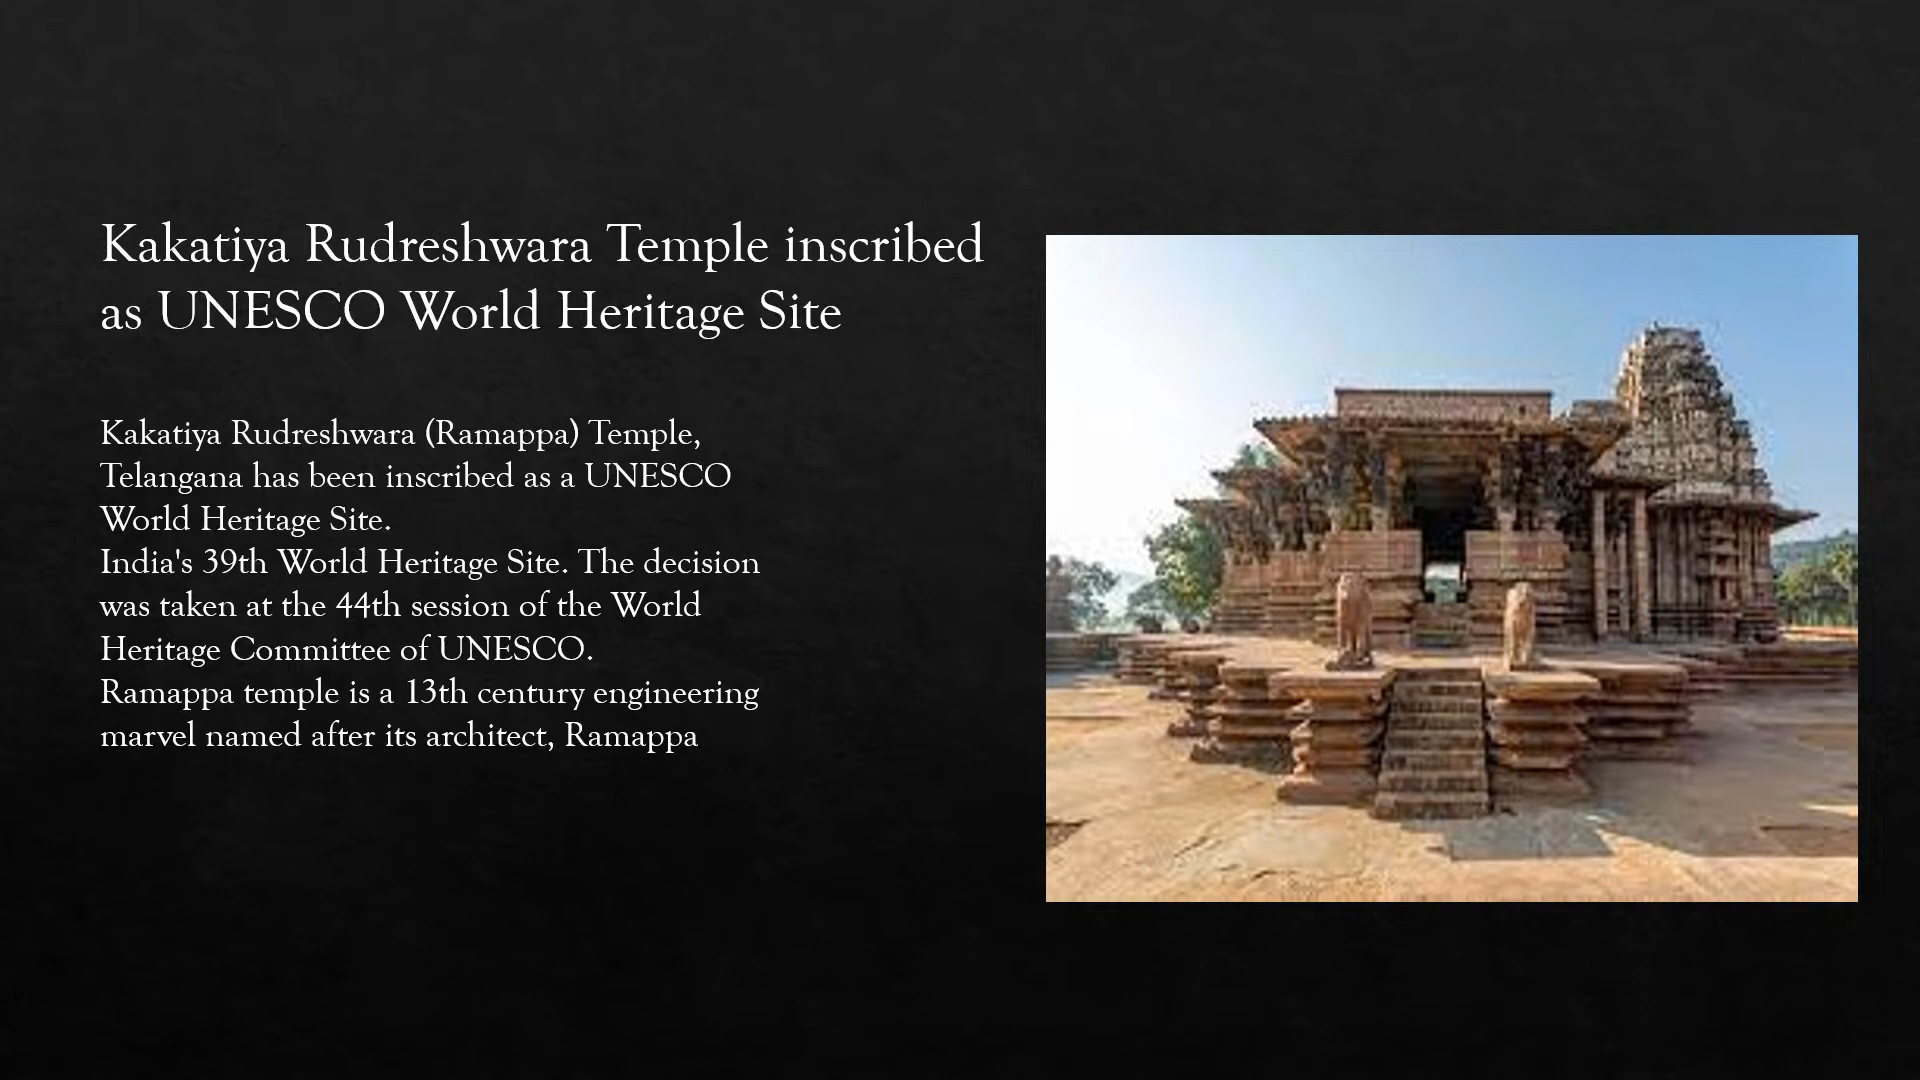 Kakatiya Rudreshwara Temple inscribed
as UNESCO World Heritage Site
Kakatiya Rudreshwara (Ramappa) Temple,
Telangana has been inscribed as a UNESCO
World Heritage Site.
India's 39th World Heritage Site. The decision
was taken at the 44th session of the World
Heritage Committee of UNESCO.
Ramappa temple is a 13th century engineering
marvel named after its architect, Ramappa